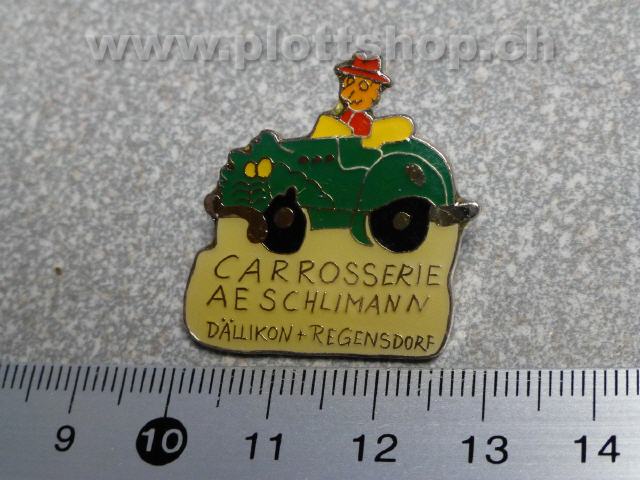 www.plottshop.ch
CARROSSERIE
AESCHLIMANN
DÄLLIKON + REGENSDORF
9 10 11 12 13 14